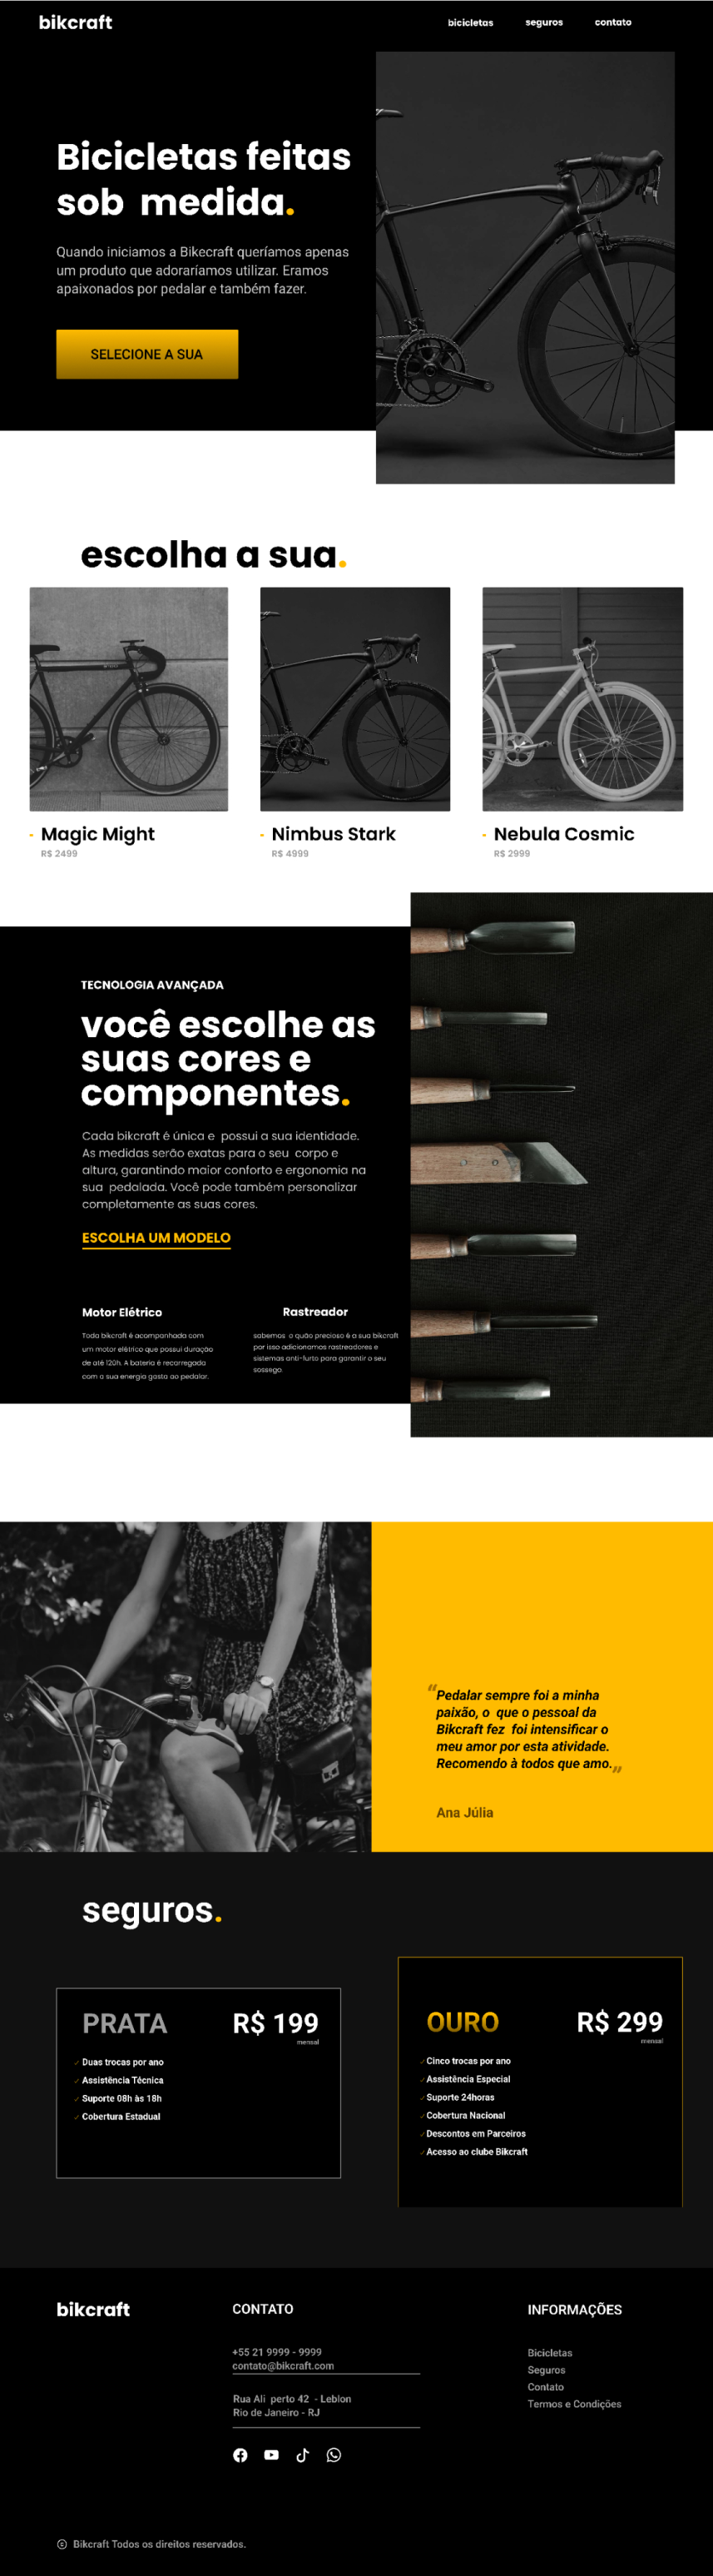 bikcraft
bicicletas
seguros
contato
Bicicletas feitas
sob medida.
Quando iniciamos a Bikecraft queríamos apenas
um produto que adoraríamos utilizar. Eramos
apaixonados por pedalar e também fazer.
SELECIONE A SUA
escolha a sua.
Magic Might
R$ 2499
Nimbus Stark
R$ 4999
Nebula Cosmic
R$ 2999
TECNOLOGIA AVANÇADA
você escolhe as
suas cores e
componentes.
Cada bikcraft é única e possui a sua identidade.
As medidas serão exatas para o seu corpo e
altura, garantindo maior conforto e ergonomia na
sua pedalada. Você pode também personalizar
completamente as suas cores.
ESCOLHA UM MODELO
Motor Elétrico
Toda bikcraft é acompanhada com
um motor elétrico que possui duração
de até 120h. A bateria é recarregada
com a sua energia gasta ao pedalar.
Rastreador
sabemos o quão precioso é a sua bikcraft
por isso adicionamos rastreadores e
sistemas anti-furto para garantir o seu
sossego.
“Pedalar sempre foi a minha
paixão, o que o pessoal da
Bikcraft fez foi intensificar o
meu amor por esta atividade.
Recomendo à todos que amo.”
Ana Júlia
seguros.
PRATA
R$ 199
mensal
Duas trocas por ano
Assistência Técnica
Suporte 08h às 18h
Cobertura Estadual
OURO
R$ 299
mensal
Cinco trocas por ano
Assistência Especial
Suporte 24horas
Cobertura Nacional
Descontos em Parceiros
Acesso ao clube Bikcraft
bikcraft
CONTATO
+55 21 9999 - 9999
contato@bikcraft.com
Rua Ali perto 42 - Leblon
Rio de Janeiro - RJ
INFORMAÇÕES
Bicicletas
Seguros
Contato
Termos e Condições
© Bikcraft Todos os direitos reservados.